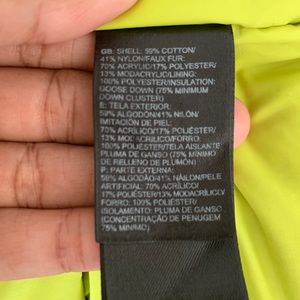 GB: SHELL: 59% COTTON/
41% NYLON/FAUX FUR:
70% ACRYLIC/17% POLYESTER/
13% MODACRYLIC/LINING:
100% POLYESTER/INSULATION:
GOOSE DOWN (75% MINIMUM
DOWN CLUSTER)
E: TELA EXTERIOR:
59% ALGODÓN/41% NILÓN/
IMITACIÓN DE PIEL:
70% ACRÍLICO/17% POLIÉSTER/
13% MODACRÍLICO/FORRO:
100% POLIÉSTER/TELA AISLANTE:
PLUMA DE GANSO (75% MÍNIMO
DE RELLENO DE PLUMÓN)
P: PARTE EXTERNA:
59% ALGODÃO/41% NÁILON/PELE
ARTIFICIAL: 70% ACRÍLICO/
17% POLIÉSTER/13% MODACRÍLICO/
FORRO: 100% POLIÉSTER/
ISOLAMENTO: PLUMA DE GANSO
(CONCENTRAÇÃO DE PENUGEM
75% MÍNIMO)